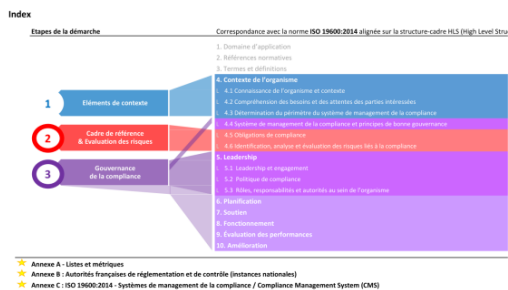 Index
Etapes de la démarche
Correspondance avec la norme ISO 19600:2014 alignée sur la structure-cadre HLS (High Level Stru
1. Domaine d'application
2. Références normatives
3. Termes et définitions
4. Contexte de l'organisme
4.1 Connaissance de l'organisme et contexte
4.2 Compréhension des besoins et des attentes des parties intéressées
4.3 Détermination du périmètre du système de management de la compliance
4.4 Système de management de la compliance et principes de bonne gouvernance
4.5 Obligations de compliance
4.6 Identification, analyse et évaluation des risques liés à la compliance
5. Leadership
5.1 Leadership et engagement
5.2 Politique de compliance
5.3 Rôles, responsabilités et autorités au sein de l'organisme
6. Planification
7. Soutien
8. Fonctionnement
9. Évaluation des performances
10. Amélioration
1
Eléments de contexte
2
Cadre de référence
& Evaluation des risques
3
Gouvernance
de la compliance
Annexe A - Listes et métriques
Annexe B : Autorités françaises de réglementation et de contrôle (instances nationales)
Annexe C : ISO 19600:2014 - Systèmes de management de la compliance / Compliance Management System (CMS)